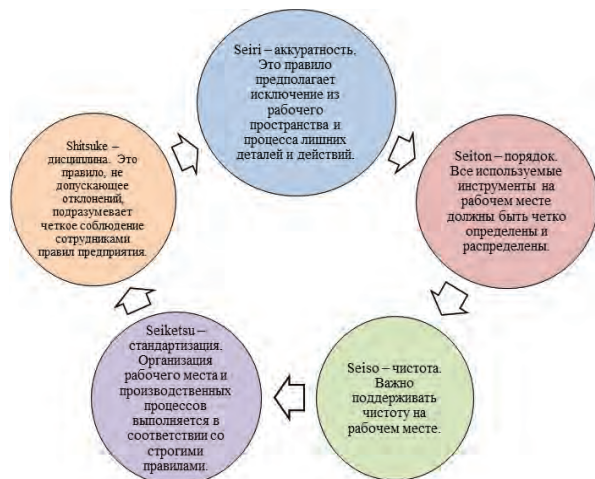 Seiri – аккуратность.
Это правило
предполагает
исключение из
рабочего
пространства и
процесса лишних
деталей и действий.
Seiton – порядок.
Все используемые
инструменты на
рабочем месте
должны быть четко
определены и
распределены.
Seiso – чистота.
Важно
поддерживать
чистоту на
рабочем месте.
Seiketsu –
стандартизация.
Организация
рабочего места и
производственных
процессов
выполняется в
соответствии со
строгими
правилами.
Shitsuke –
дисциплина. Это
правило, не
допускающее
отклонений,
подразумевает
четкое соблюдение
сотрудниками
правил предприятия.